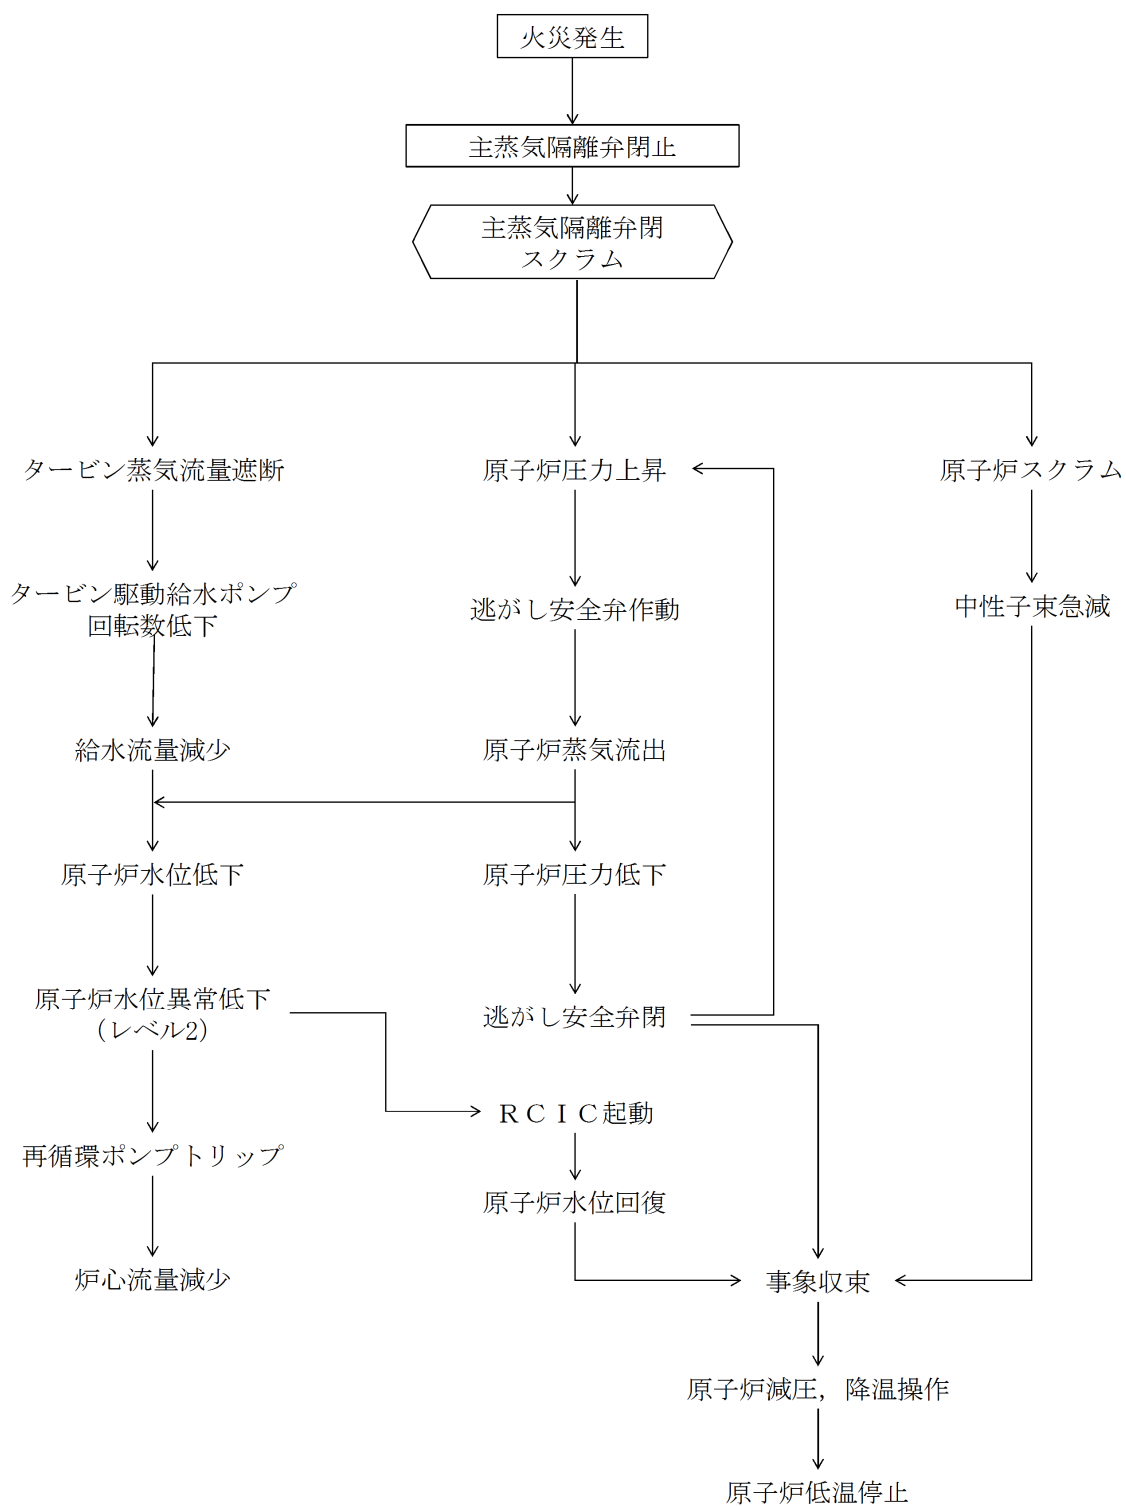 火災発生
主蒸気隔離弁閉止
主蒸気隔離弁閉
スクラム
タービン蒸気流量遮断
原子炉圧力上昇
原子炉スクラム
タービン駆動給水ポンプ
回転数低下
逃がし安全弁作動
中性子束急減
給水流量減少
原子炉蒸気流出
原子炉水位低下
原子炉圧力低下
原子炉水位異常低下
（レベル2）
逃がし安全弁閉
ＲＣＩＣ起動
再循環ポンプトリップ
原子炉水位回復
炉心流量減少
事象収束
原子炉減圧，降温操作
原子炉低温停止